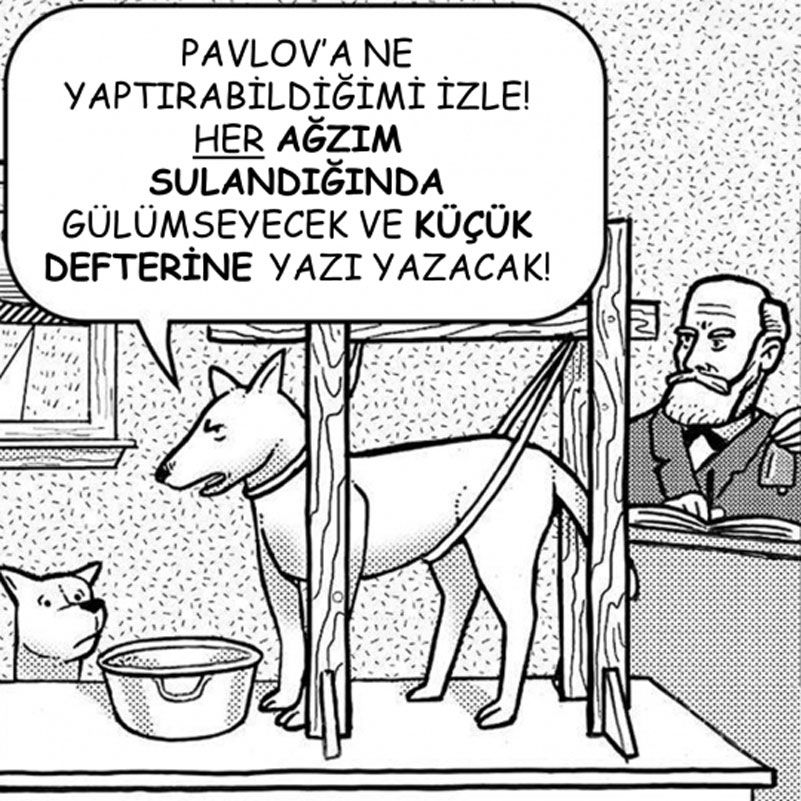 PAVLOV'A NE
YAPTIRABİLDİĞİMİ İZLE!
HER AĞZIM
SULANDIĞINDA
GÜLÜMSEYECEK VE KÜÇÜK
DEFTERİNE YAZI YAZACAK!